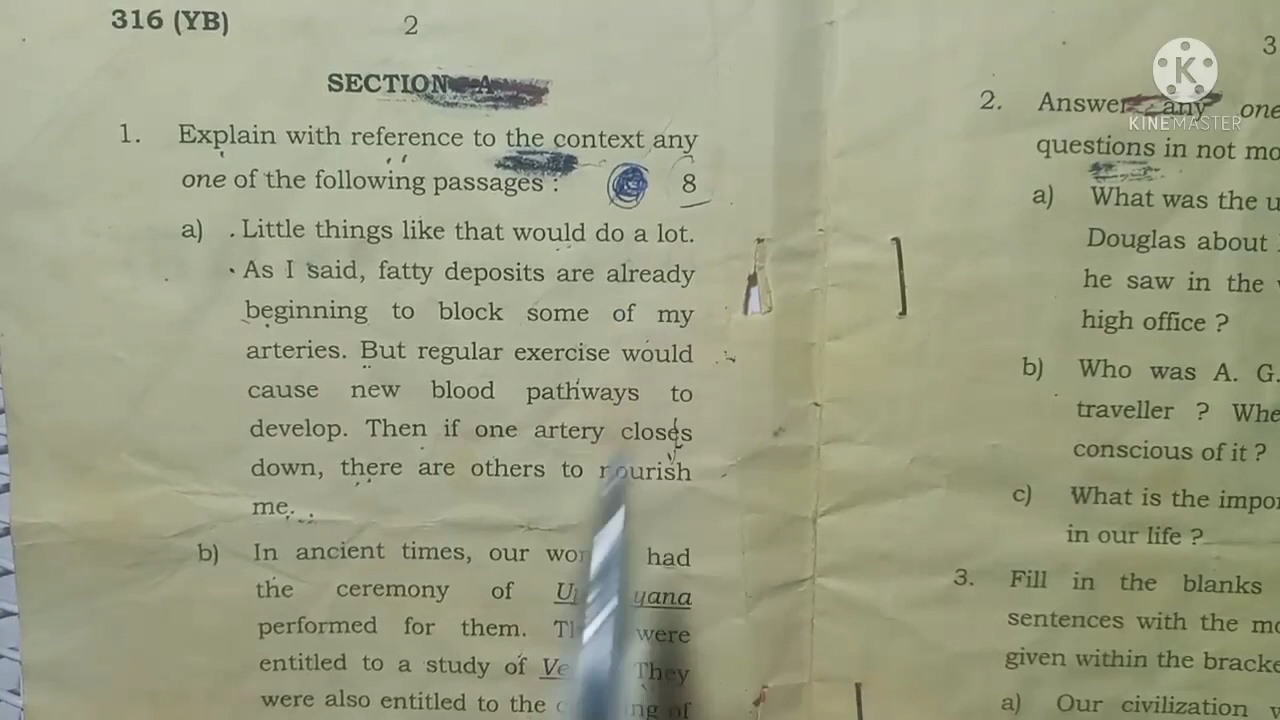 316 (YB)
2
SECTION A
1. Explain with reference to the context any
one of the following passages :
8
a) Little things like that would do a lot.
As I said, fatty deposits are already
beginning to block some of my
arteries. But regular exercise would
cause new blood pathways to
develop. Then if one artery closes
down, there are others to nourish
me.
b) In ancient times, our had
the ceremony of
performed for them. were
entitled to a study of They
were also entitled to the of
3
K
KINEMASTER
2. Answer any one
questions in not
a) What was the
Douglas about
he saw in the
high office ?
b) Who was A. G.
traveller ?
conscious of it ?
c) What is the
in our life ?
3. Fill in the blanks
sentences with the
given within the
a) Our civilization